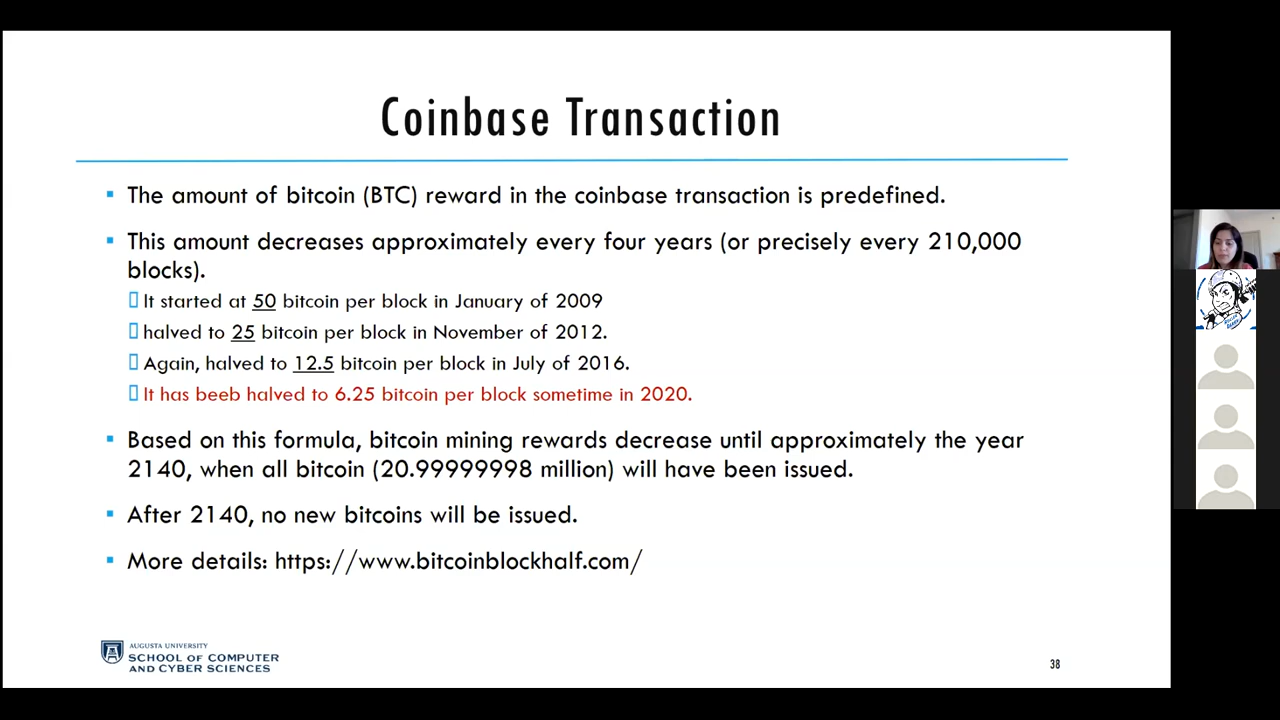 Coinbase Transaction
The amount of bitcoin (BTC) reward in the coinbase transaction is predefined.
This amount decreases approximately every four years (or precisely every 210,000
blocks).
It started at 50 bitcoin per block in January of 2009
halved to 25 bitcoin per block in November of 2012.
Again, halved to 12.5 bitcoin per block in July of 2016.
It has beeb halved to 6.25 bitcoin per block sometime in 2020.
Based on this formula, bitcoin mining rewards decrease until approximately the year
2140, when all bitcoin (20.99999998 million) will have been issued.
After 2140, no new bitcoins will be issued.
More details: https://www.bitcoinblockhalf.com/
AUGUSTA UNIVERSITY
SCHOOL OF COMPUTER
AND CYBER SCIENCES
38